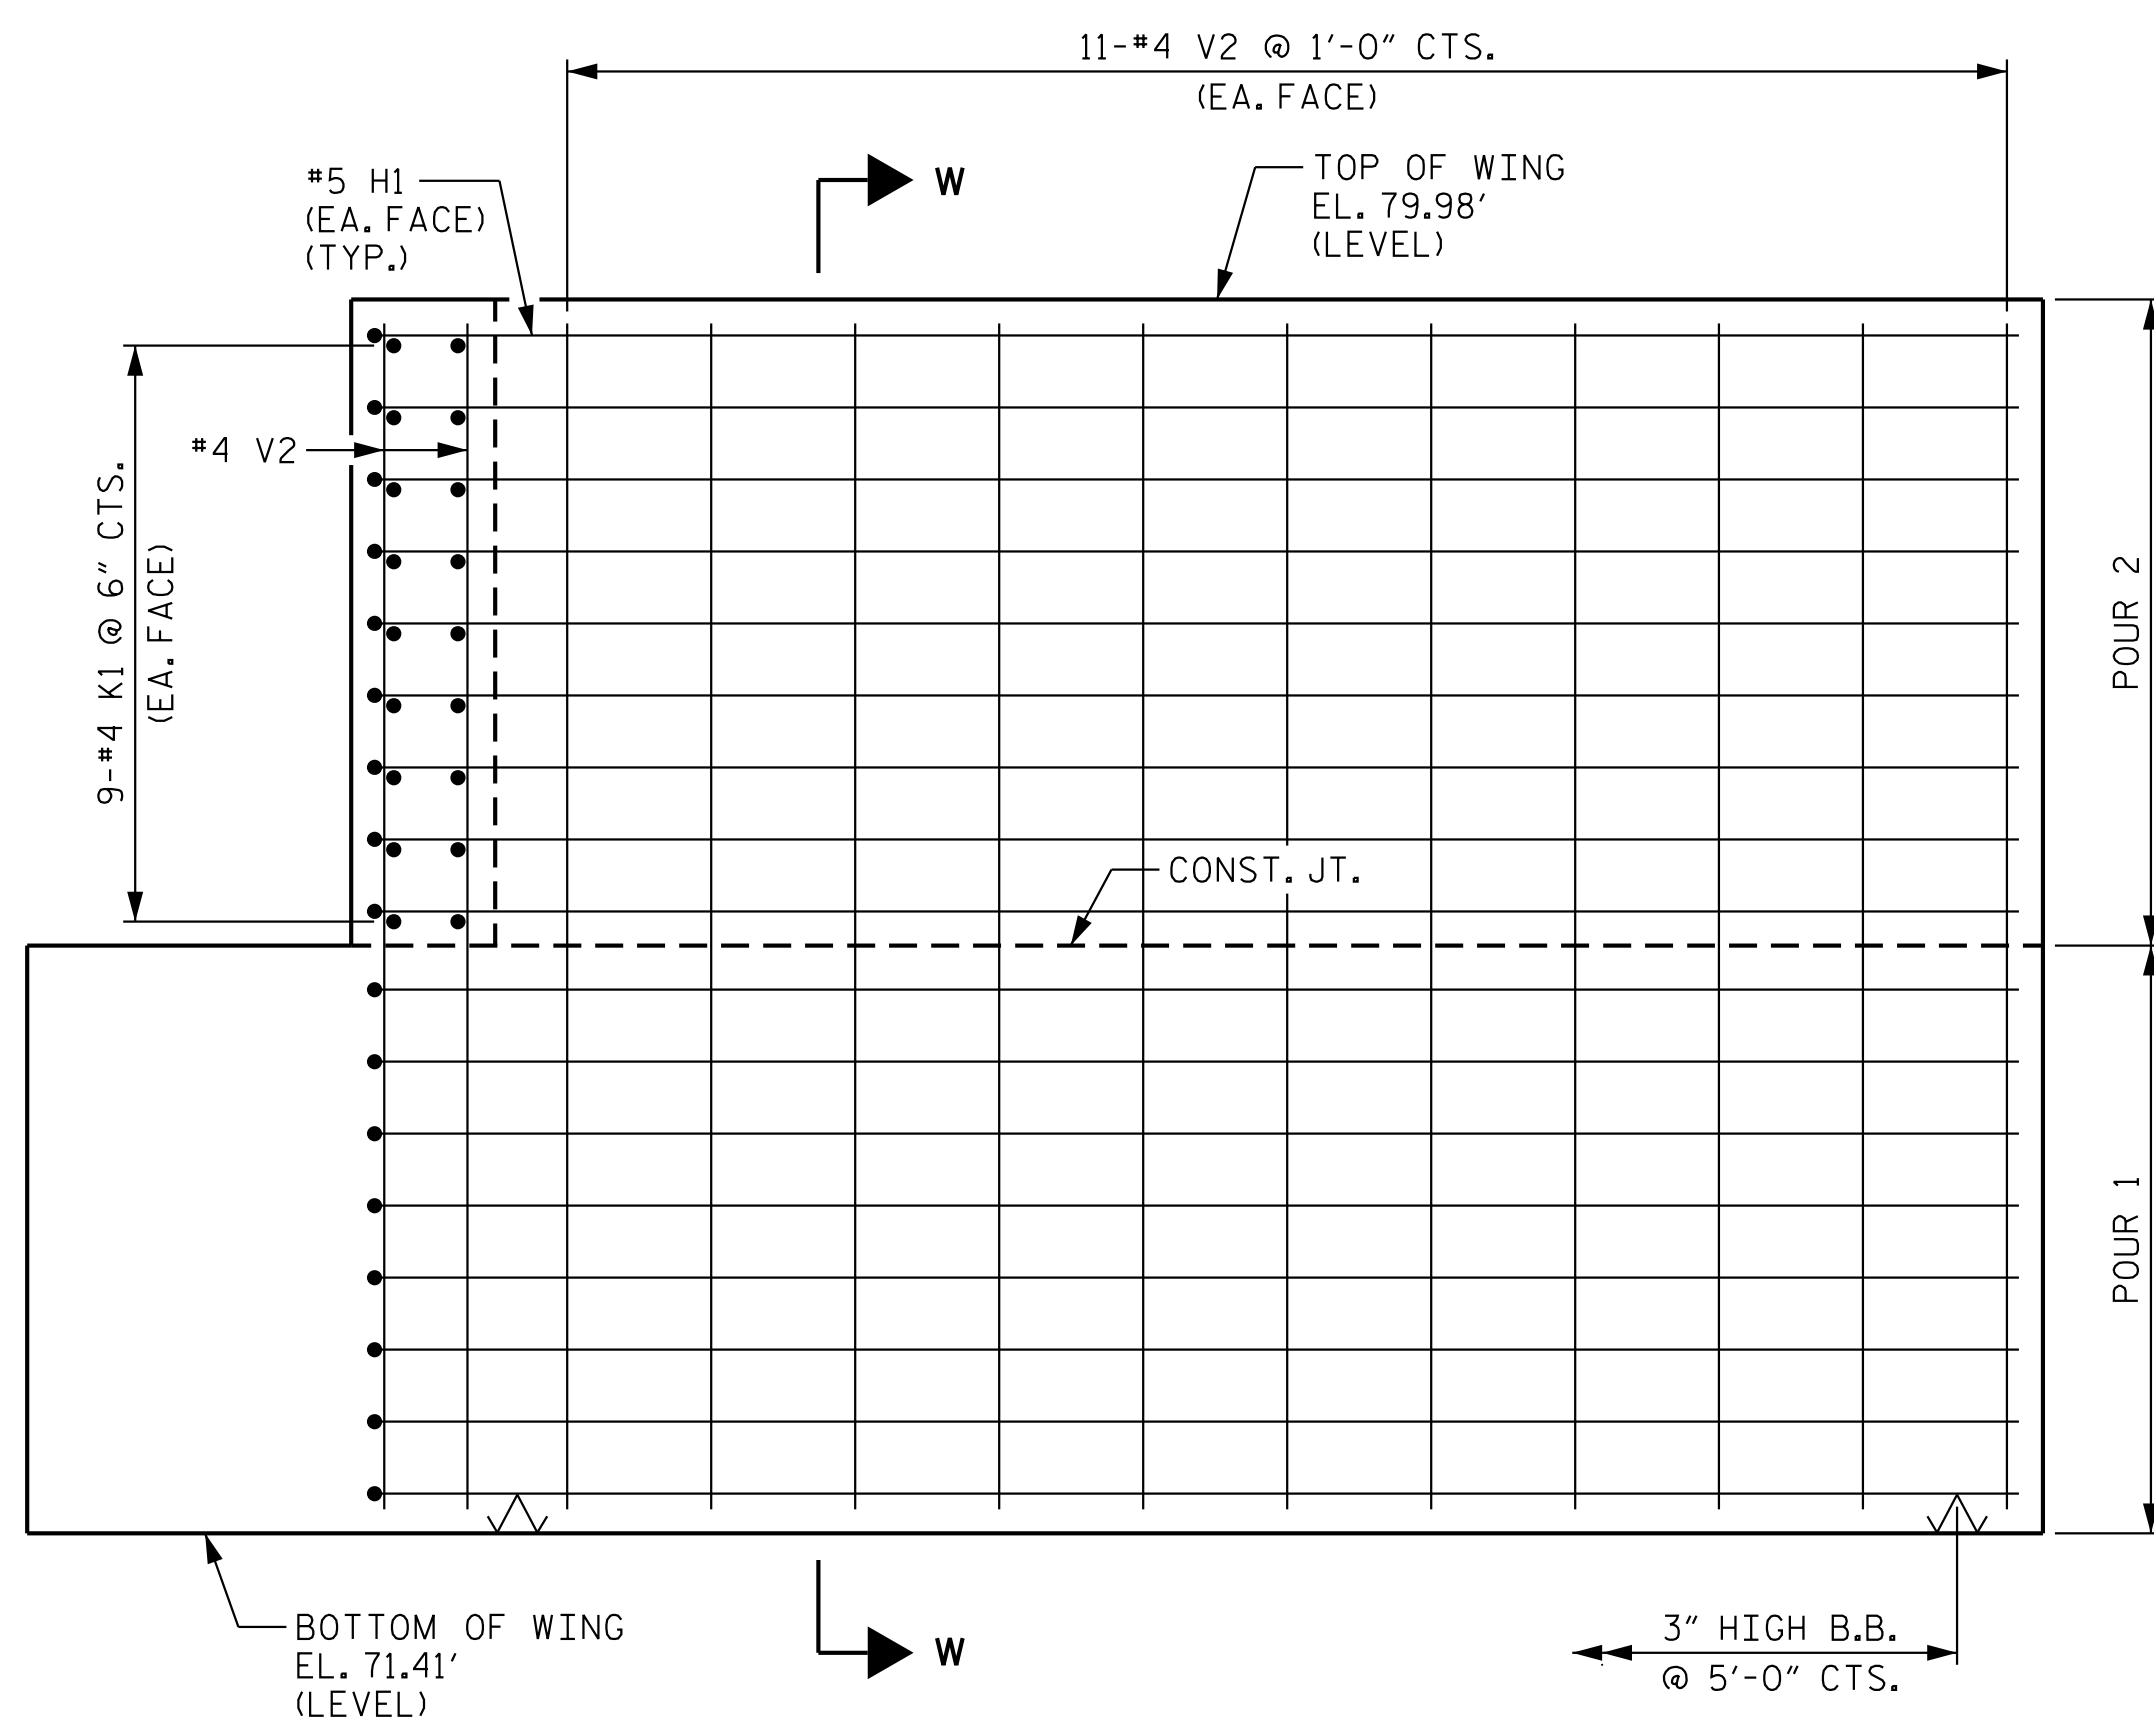 11-#4 V2 @ 1'-0" CTS.
(EA. FACE)
#5 H1
(EA. FACE)
(TYP.)
W
TOP OF WING
EL. 79.98'
(LEVEL)
#4 V2
9-#4 K1 @ 6" CTS.
(EA. FACE)
POUR 2
CONST. JT.
POUR 1
BOTTOM OF WING
EL. 71.41'
(LEVEL)
W
3" HIGH B.B.
@ 5'-0" CTS.